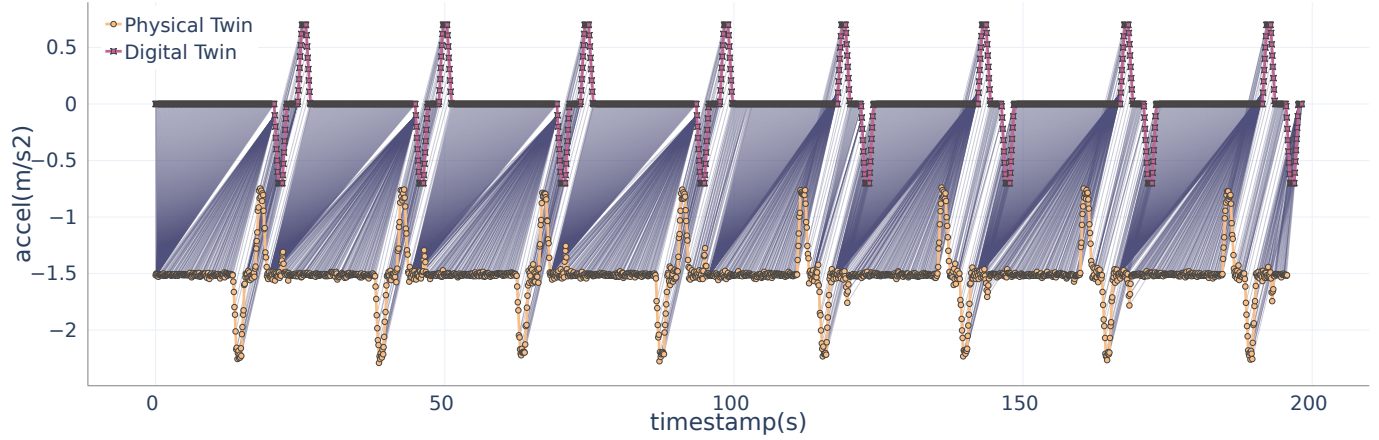 Physical Twin
Digital Twin
accel(m/s2)
0.5
0
−0.5
−1
−1.5
−2
0
50
100
150
200
timestamp(s)